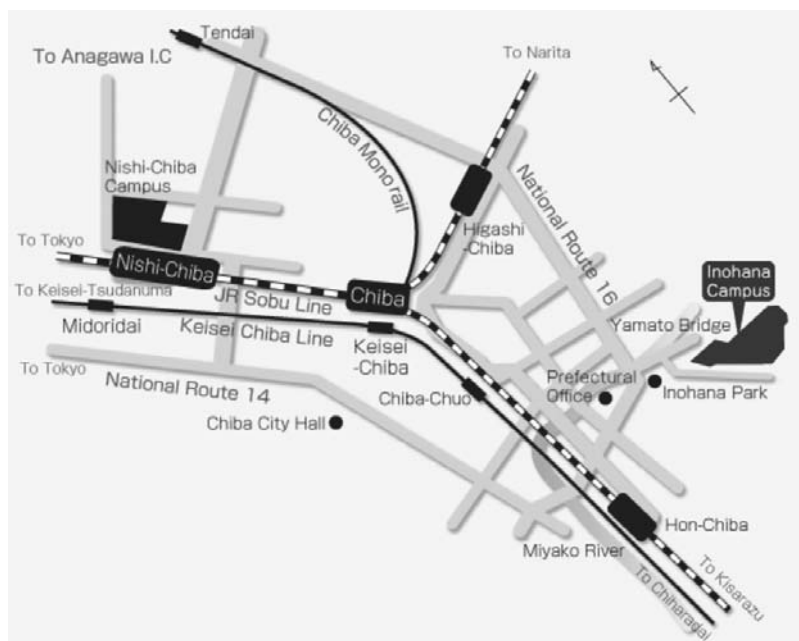 Tendai
To Anagawa I.C
To Narita
Chiba Mono rail
Nishi-Chiba
Campus
National Route 16
Higashi
-Chiba
To Tokyo
Nishi-Chiba
Chiba
Inohana
Campus
To Keisei-Tsudanuma
JR Sobu Line
Midoridai
Keisei Chiba Line
Keisei
-Chiba
Yamato Bridge
To Tokyo
National Route 14
Chiba-Chuo
Prefectural
Office
Inohana Park
Chiba City Hall
Hon-Chiba
Miyako River
To Chiharadai
To Kisarazu